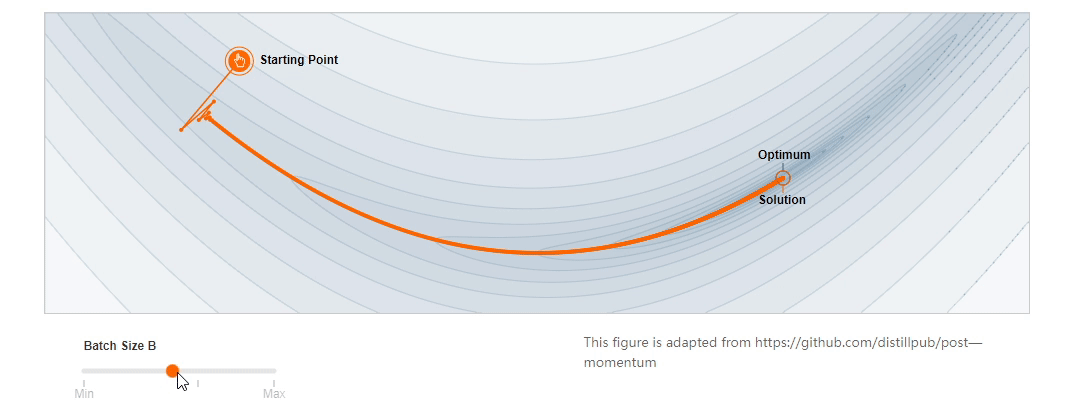 Starting Point
Optimum
Solution
Batch Size B
Min
Max
This figure is adapted from https://github.com/distillpub/post—
momentum